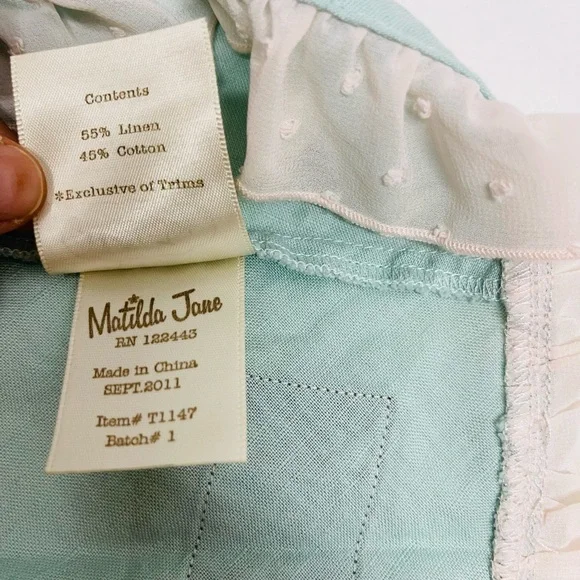 Contents
55% Linen
45% Cotton
*Exclusive of Trims
Matilda Jane
RN 122443
Made in China
SEPT.2011
Item# T1147
Batch# 1